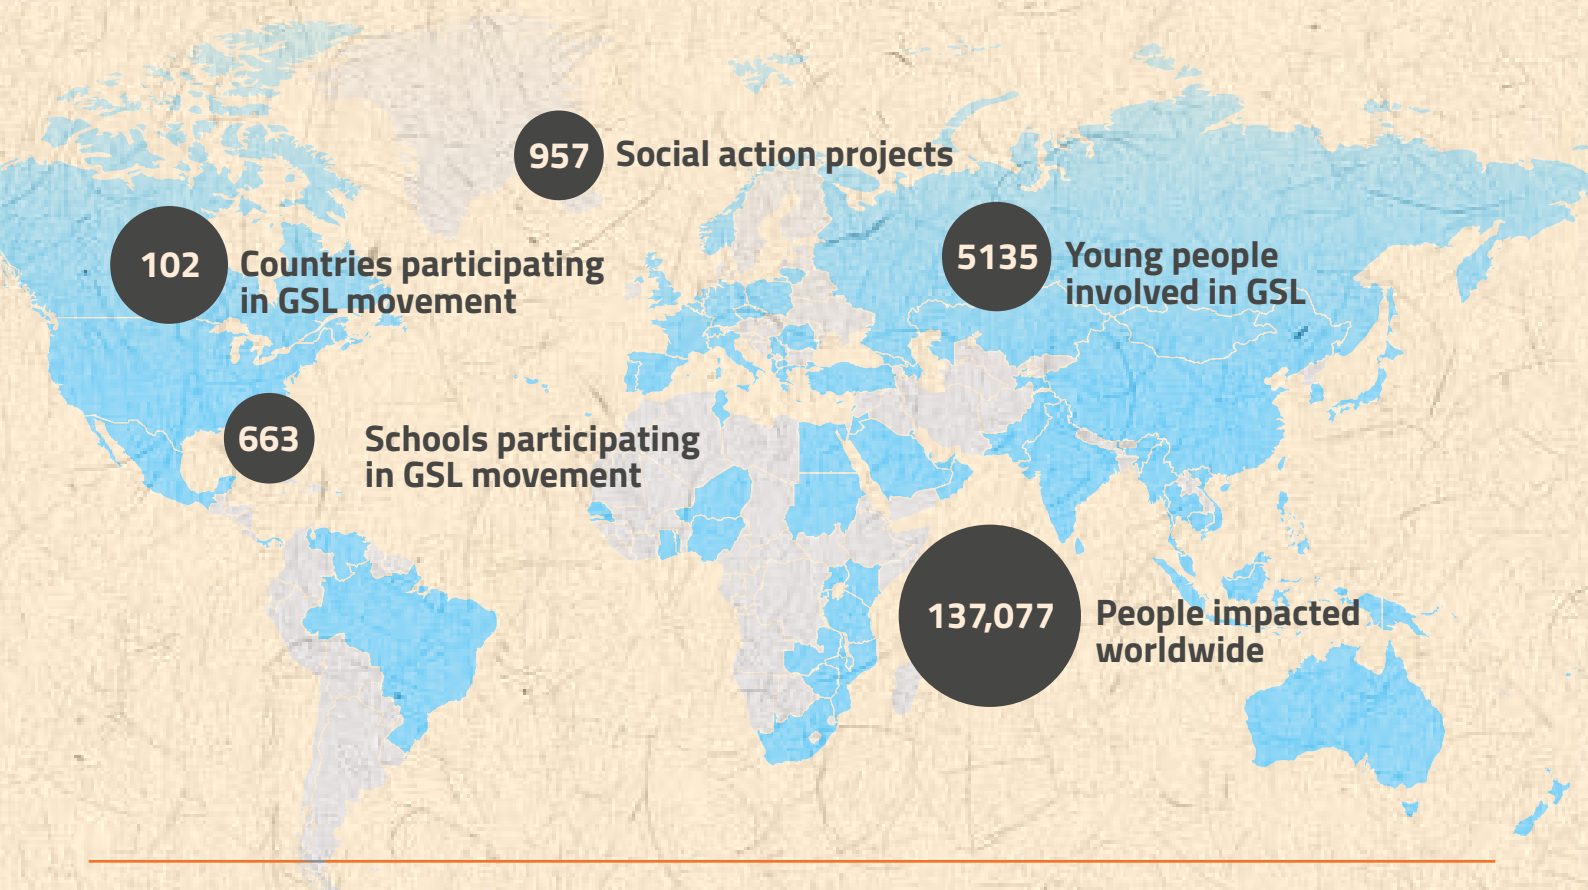 957
Social action projects
102
Countries participating
in GSL movement
5135
Young people
involved in GSL
663
Schools participating
in GSL movement
137,077
People impacted
worldwide